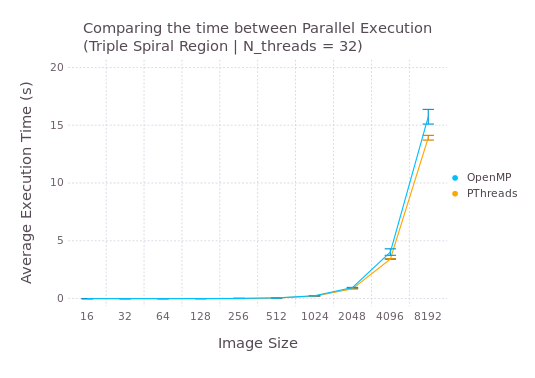 Comparing the time between Parallel Execution
(Triple Spiral Region | N_threads = 32)
Average Execution Time (s)
20
15
10
5
0
16 32 64 128 256 512 1024 2048 4096 8192
Image Size
OpenMP
PThreads